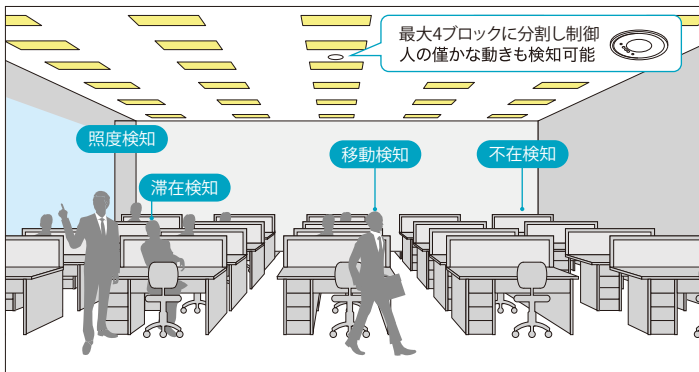 最大4ブロックに分割し制御
人の僅かな動きも検知可能
照度検知
滞在検知
移動検知
不在検知